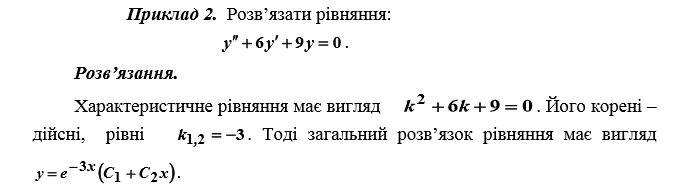 Приклад 2. Розв’язати рівняння:
y″ + 6y′ + 9y = 0 .
Розв’язання.
Характеристичне рівняння має вигляд k² + 6k + 9 = 0 . Його корені –
дійсні, рівні k₁,₂ = −3 . Тоді загальний розв’язок рівняння має вигляд
y = e⁻³ˣ(C₁ + C₂x).